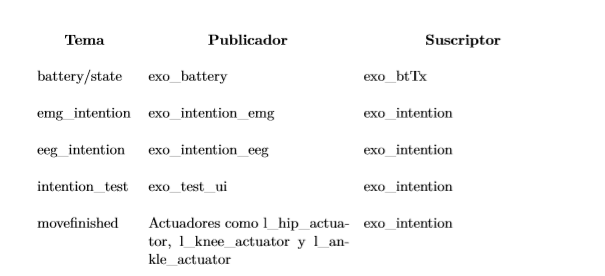 Tema Publicador Suscriptor
battery/state exo_battery exo_btTx
emg_intention exo_intention_emg exo_intention
eeg_intention exo_intention_eeg exo_intention
intention_test exo_test_ui exo_intention
movefinished Actuadores como l_hip_actua- exo_intention
tor, l_knee_actuator y l_an-
kle_actuator